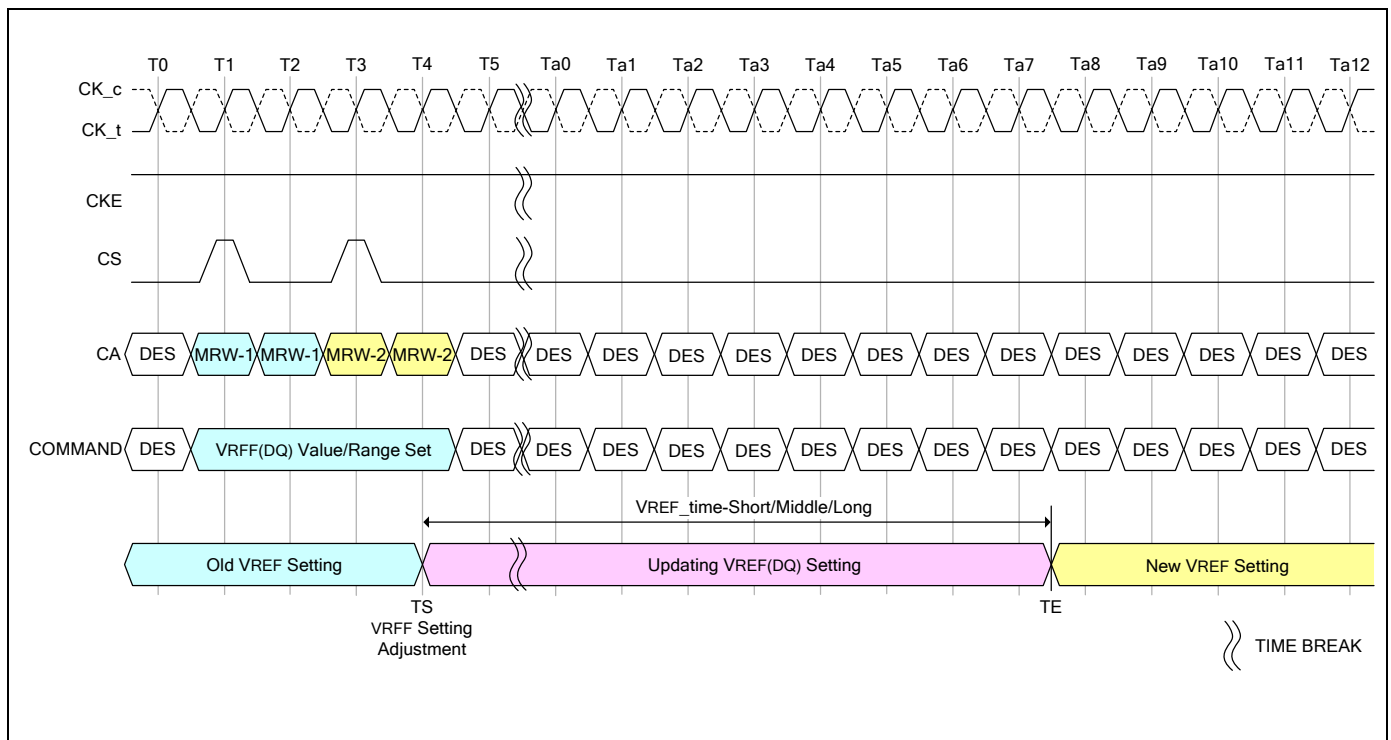 T0 T1 T2 T3 T4 T5 Ta0 Ta1 Ta2 Ta3 Ta4 Ta5 Ta6 Ta7 Ta8 Ta9 Ta10 Ta11 Ta12
CK_c
CK_t
CKE
CS
CA DES MRW-1 MRW-1 MRW-2 MRW-2 DES DES DES DES DES DES DES DES DES DES DES DES DES DES
COMMAND DES VRFF(DQ) Value/Range Set DES DES DES DES DES DES DES DES DES DES DES DES DES DES
VREF_time-Short/Middle/Long
Old VREF Setting Updating VREF(DQ) Setting New VREF Setting
TS TE
VRFF Setting
Adjustment
TIME BREAK